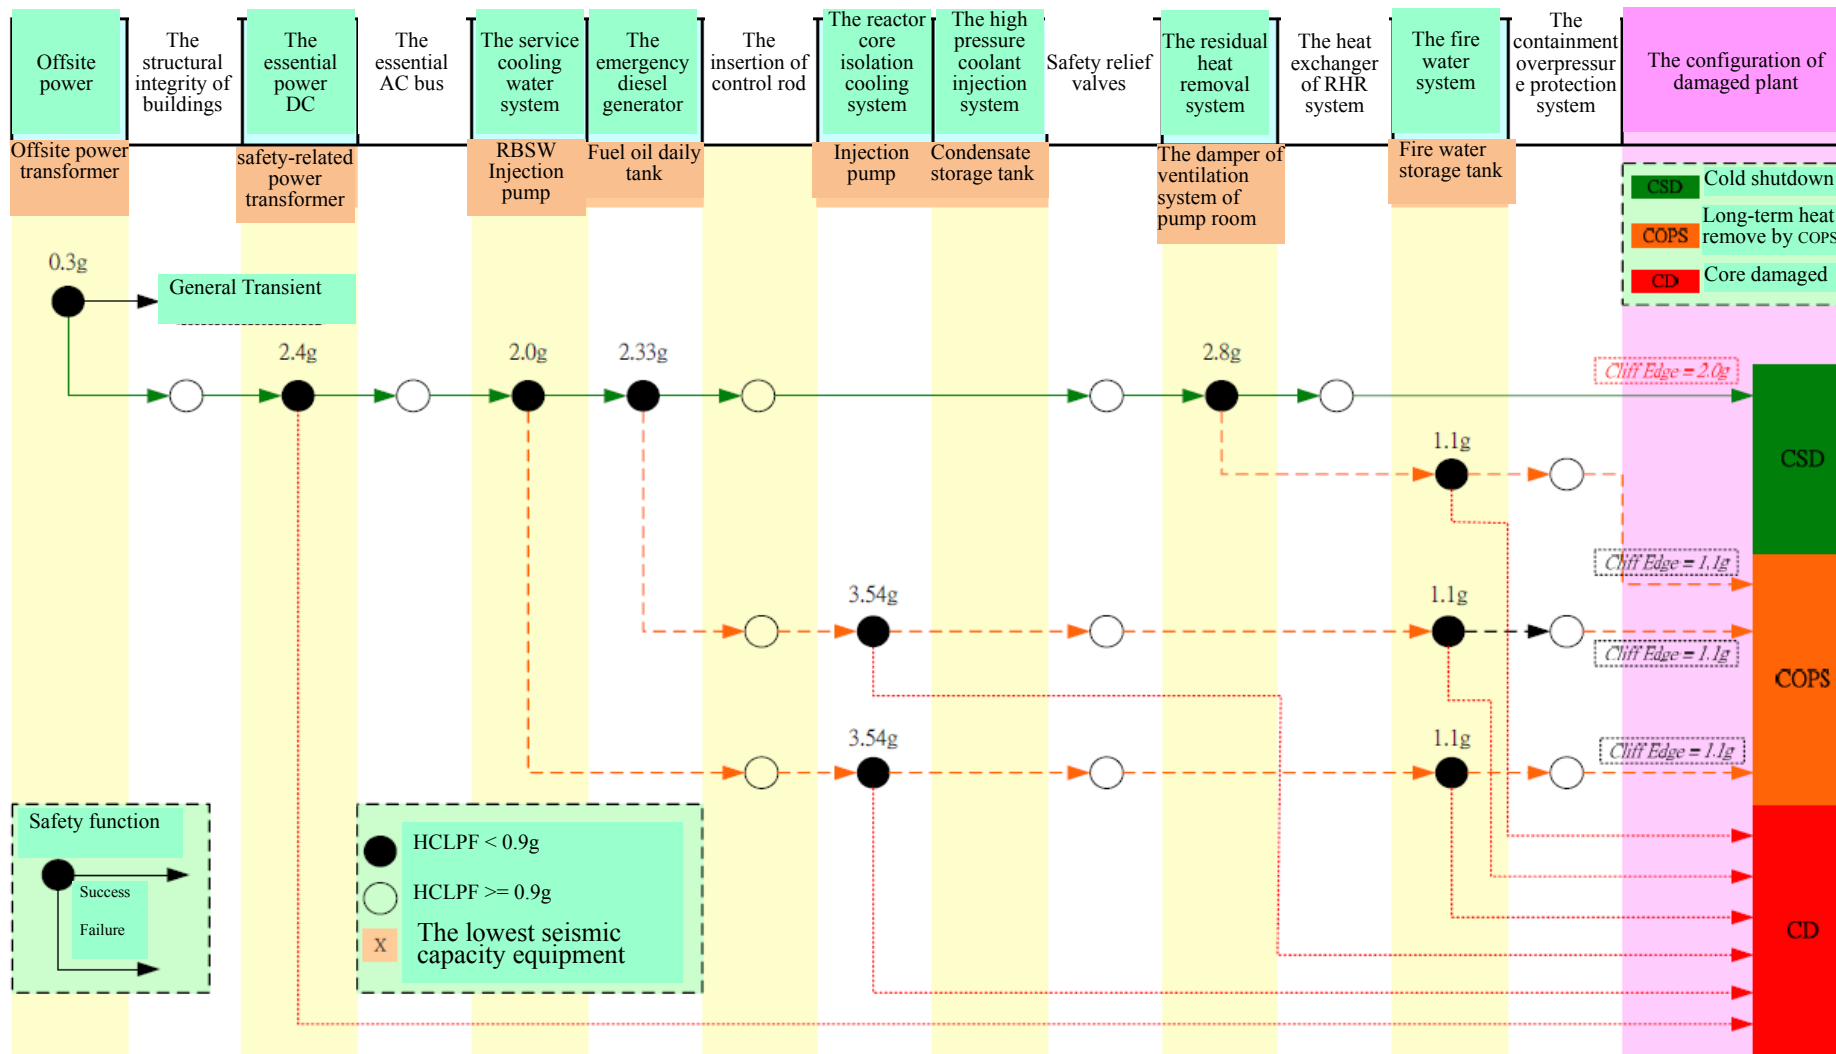 Offsite
power
The
structural
integrity of
buildings
The
essential
power
DC
The
essential
AC bus
The service
cooling
water
system
The
emergency
diesel
generator
The
insertion of
control rod
The reactor
core
isolation
cooling
system
The high
pressure
coolant
injection
system
Safety relief
valves
The residual
heat
removal
system
The heat
exchanger
of RHR
system
The fire
water
system
The
containment
overpressur
e protection
system
The configuration of
damaged plant
Offsite power
transformer
safety-related
power
transformer
RBSW
Injection
pump
Fuel oil daily
tank
Injection
pump
Condensate
storage tank
The damper of
ventilation
system of
pump room
Fire water
storage tank
CSD
Cold shutdown
COPS
Long-term heat
remove by COPS
CD
Core damaged
0.3g
General Transient
2.4g
2.0g
2.33g
2.8g
Cliff Edge = 2.0g
CSD
1.1g
Cliff Edge = 1.1g
3.54g
1.1g
Cliff Edge = 1.1g
COPS
3.54g
1.1g
Cliff Edge = 1.1g
CD
Safety function
Success
Failure
HCLPF < 0.9g
HCLPF >= 0.9g
X
The lowest seismic
capacity equipment